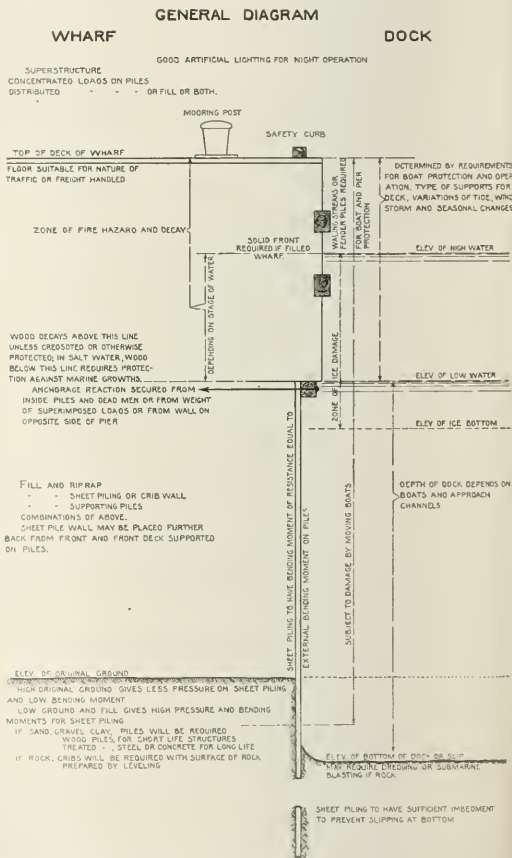 GENERAL DIAGRAM
WHARF
DOCK
GOOD ARTIFICIAL LIGHTING FOR NIGHT OPERATION
SUPERSTRUCTURE
CONCENTRATED LOADS ON PILES
DISTRIBUTED " " " OR FILL OR BOTH.
MOORING POST
SAFETY CURB
TOP OF DECK OF WHARF
FLOOR SUITABLE FOR NATURE OF
TRAFFIC OR FREIGHT HANDLED
ZONE OF FIRE HAZARD AND DECAY
SOLID FRONT
REQUIRED IF FILLED
WHARF.
DEPENDING ON STAGE OF WATER
WALING STREAKS OR
FENDER PILES REQUIRED
FOR BOAT AND PIER
PROTECTION
DETERMINED BY REQUIREMENTS
FOR BOAT PROTECTION AND OPER
ATION, TYPE OF SUPPORTS FOR
DECK, VARIATIONS OF TIDE, WIND
STORM AND SEASONAL CHANGES
ELEV OF HIGH WATER
WOOD DECAYS ABOVE THIS LINE
UNLESS CREOSOTED OR OTHERWISE
PROTECTED; IN SALT WATER, WOOD
BELOW THIS LINE REQUIRES PROTEC-
TION AGAINST MARINE GROWTHS.
ANCHORAGE REACTION SECURED FROM
INSIDE PILES AND DEAD MEN OR FROM WEIGHT
OF SUPERIMPOSED LOADS OR FROM WALL ON
OPPOSITE SIDE OF PIER
ZONE OF ICE DAMAGE
ELEV OF LOW WATER
ELEV OF ICE BOTTOM
FILL AND RIPRAP
" " SHEET PILING OR CRIB WALL
" " SUPPORTING PILES
COMBINATIONS OF ABOVE.
SHEET PILE WALL MAY BE PLACED FURTHER
BACK FROM FRONT AND FRONT DECK SUPPORTED
ON PILES.
SHEET PILING TO HAVE BENDING MOMENT OF RESISTANCE EQUAL TO
EXTERNAL BENDING MOMENT ON PILES
SUBJECT TO DAMAGE BY MOVING BOATS
DEPTH OF DOCK DEPENDS ON
BOATS AND APPROACH
CHANNELS
ELEV. OF ORIGINAL GROUND
HIGH ORIGINAL GROUND GIVES LESS PRESSURE ON SHEET PILING
AND LOW BENDING MOMENT
LOW GROUND AND FILL GIVES HIGH PRESSURE AND BENDING
MOMENTS FOR SHEET PILING
IF SAND, GRAVEL CLAY, PILES WILL BE REQUIRED
WOOD PILES, FOR SHORT LIFE STRUCTURES
TREATED " , STEEL OR CONCRETE FOR LONG LIFE
IF ROCK, CRIBS WILL BE REQUIRED WITH SURFACE OF ROCK
PREPARED BY LEVELING
ELEV OF BOTTOM OF DOCK OR SLIP
MAY REQUIRE DREDGING OR SUBMARINE
BLASTING IF ROCK
SHEET PILING TO HAVE SUFFICIENT IMBEDMENT
TO PREVENT SLIPPING AT BOTTOM